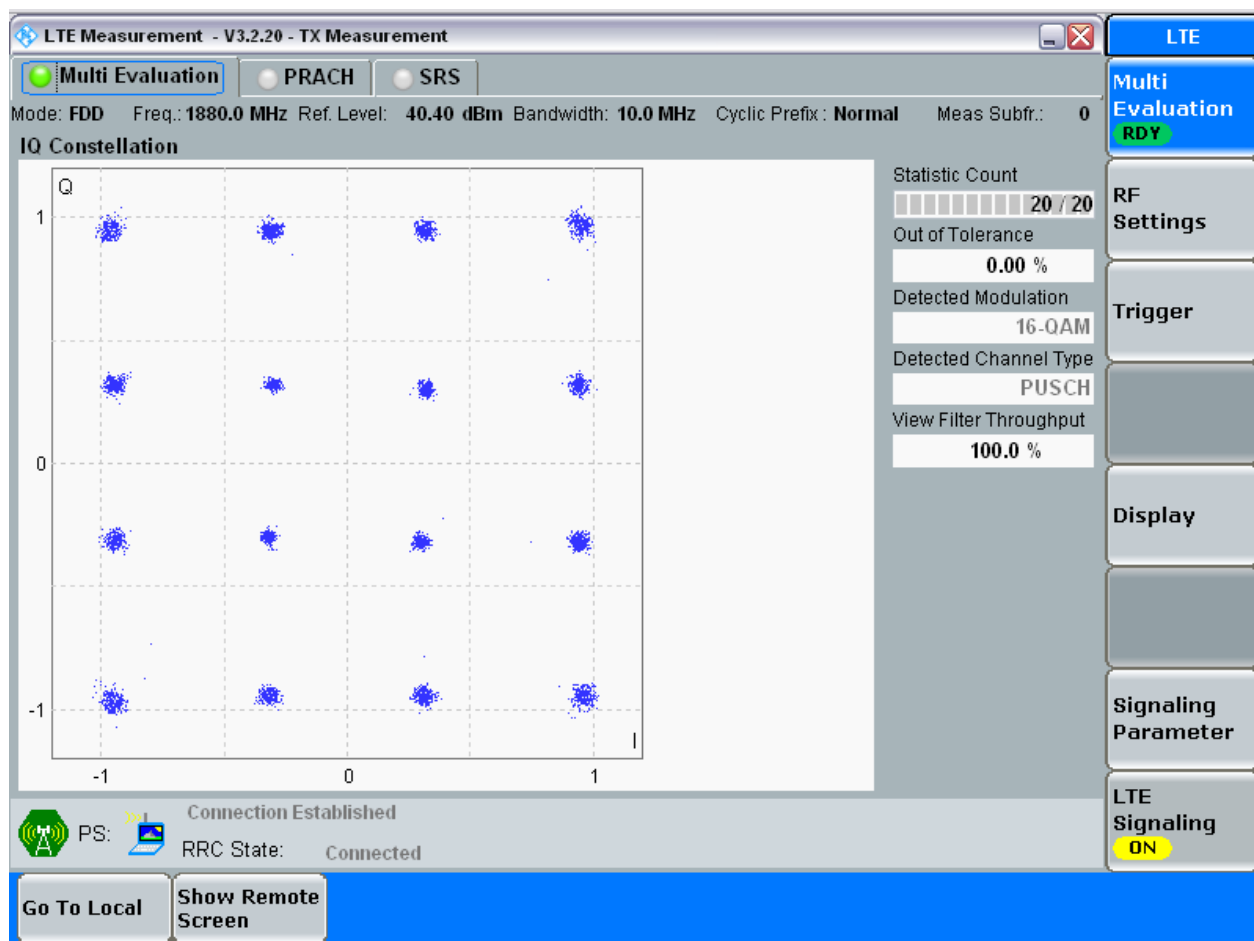 LTE Measurement - V3.2.20 - TX Measurement
LTE
Multi Evaluation PRACH SRS
Mode: FDD Freq.: 1880.0 MHz Ref. Level: 40.40 dBm Bandwidth: 10.0 MHz Cyclic Prefix : Normal Meas Subfr.: 0
IQ Constellation
Q
1
0
-1
-1 0 1
I
Statistic Count
20 / 20
Out of Tolerance
0.00 %
Detected Modulation
16-QAM
Detected Channel Type
PUSCH
View Filter Throughput
100.0 %
Multi
Evaluation
RDY
RF
Settings
Trigger
Display
Signaling
Parameter
LTE
Signaling
ON
PS:
Connection Established
RRC State: Connected
Go To Local
Show Remote
Screen